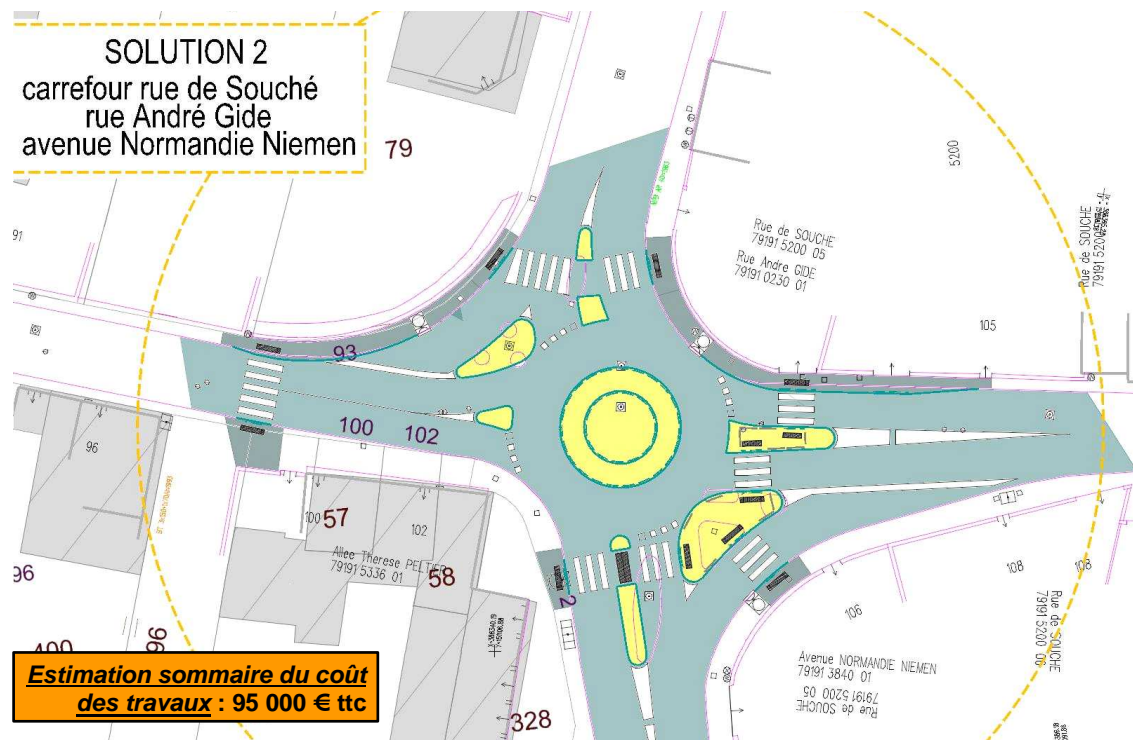 SOLUTION 2
carrefour rue de Souché
rue André Gide
avenue Normandie Niemen
79
5200
Rue de SOUCHE
79191 5200 05
Rue Andre GIDE
79191 0230 01
Rue de SOUCHE
79191 5200
105
91
93
100 102
96
100
57
102
Allee Therese PELTIER
79191 5336 01
58
2
96
96
400
108
108
106
Rue de SOUCHE
79191 5200 06
Avenue NORMANDIE NIEMEN
79191 3840 01
79191 5200 05
Rue de SOUCHE
328
Estimation sommaire du coût
des travaux : 95 000 € ttc